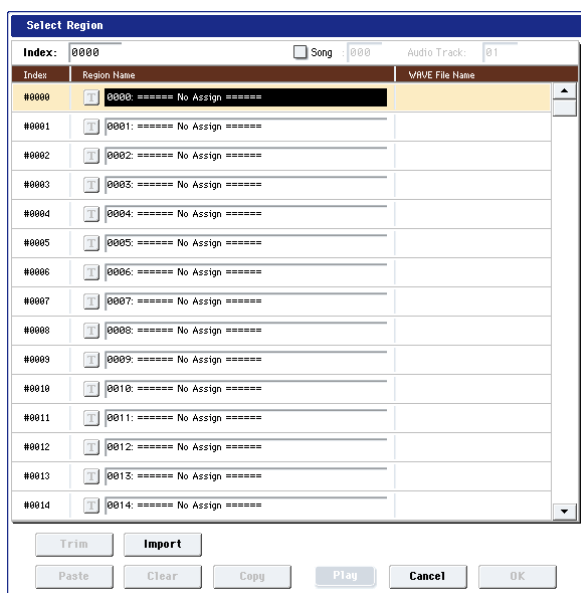 Select Region
Index: 0000 Song : 000 Audio Track: 01
Index Region Name WAVE File Name
#0000 T 0000: ====== No Assign ======
#0001 T 0001: ====== No Assign ======
#0002 T 0002: ====== No Assign ======
#0003 T 0003: ====== No Assign ======
#0004 T 0004: ====== No Assign ======
#0005 T 0005: ====== No Assign ======
#0006 T 0006: ====== No Assign ======
#0007 T 0007: ====== No Assign ======
#0008 T 0008: ====== No Assign ======
#0009 T 0009: ====== No Assign ======
#0010 T 0010: ====== No Assign ======
#0011 T 0011: ====== No Assign ======
#0012 T 0012: ====== No Assign ======
#0013 T 0013: ====== No Assign ======
#0014 T 0014: ====== No Assign ======
Trim Import
Paste Clear Copy Play Cancel OK